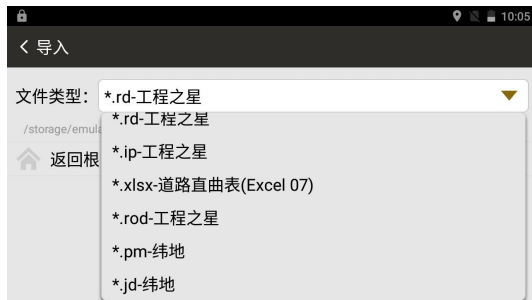 10:05
导入
文件类型：
*.rd-工程之星
*.rd-工程之星
/storage/emula
*.ip-工程之星
返回根
*.xlsx-道路直曲表(Excel 07)
*.rod-工程之星
*.pm-纬地
*.jd-纬地